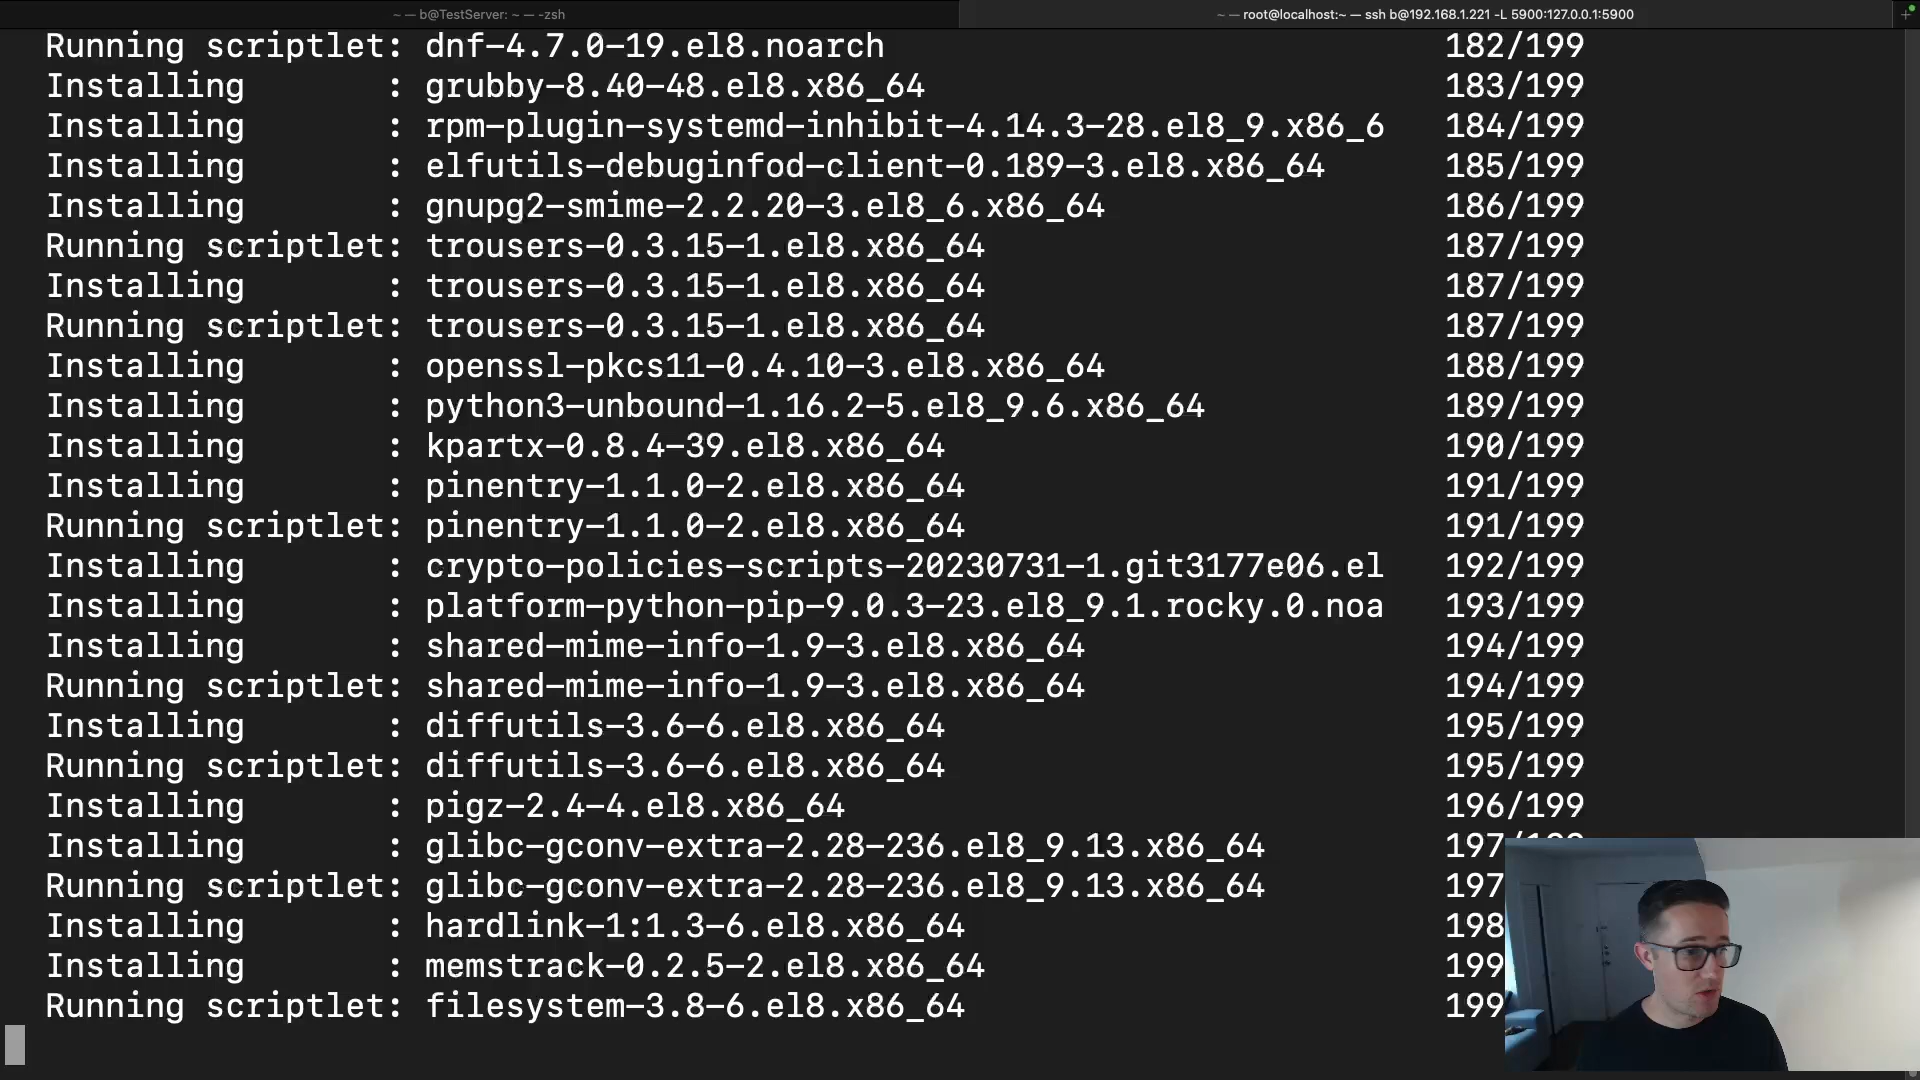 ~ — b@TestServer: ~ — -zsh
~ — root@localhost:~ — ssh b@192.168.1.221 -L 5900:127.0.0.1:5900
Running scriptlet: dnf-4.7.0-19.el8.noarch 182/199
Installing : grubby-8.40-48.el8.x86_64 183/199
Installing : rpm-plugin-systemd-inhibit-4.14.3-28.el8_9.x86_6 184/199
Installing : elfutils-debuginfod-client-0.189-3.el8.x86_64 185/199
Installing : gnupg2-smime-2.2.20-3.el8_6.x86_64 186/199
Running scriptlet: trousers-0.3.15-1.el8.x86_64 187/199
Installing : trousers-0.3.15-1.el8.x86_64 187/199
Running scriptlet: trousers-0.3.15-1.el8.x86_64 187/199
Installing : openssl-pkcs11-0.4.10-3.el8.x86_64 188/199
Installing : python3-unbound-1.16.2-5.el8_9.6.x86_64 189/199
Installing : kpartx-0.8.4-39.el8.x86_64 190/199
Installing : pinentry-1.1.0-2.el8.x86_64 191/199
Running scriptlet: pinentry-1.1.0-2.el8.x86_64 191/199
Installing : crypto-policies-scripts-20230731-1.git3177e06.el 192/199
Installing : platform-python-pip-9.0.3-23.el8_9.1.rocky.0.noa 193/199
Installing : shared-mime-info-1.9-3.el8.x86_64 194/199
Running scriptlet: shared-mime-info-1.9-3.el8.x86_64 194/199
Installing : diffutils-3.6-6.el8.x86_64 195/199
Running scriptlet: diffutils-3.6-6.el8.x86_64 195/199
Installing : pigz-2.4-4.el8.x86_64 196/199
Installing : glibc-gconv-extra-2.28-236.el8_9.13.x86_64 197/199
Running scriptlet: glibc-gconv-extra-2.28-236.el8_9.13.x86_64 197
Installing : hardlink-1:1.3-6.el8.x86_64 198
Installing : memstrack-0.2.5-2.el8.x86_64 199
Running scriptlet: filesystem-3.8-6.el8.x86_64 199